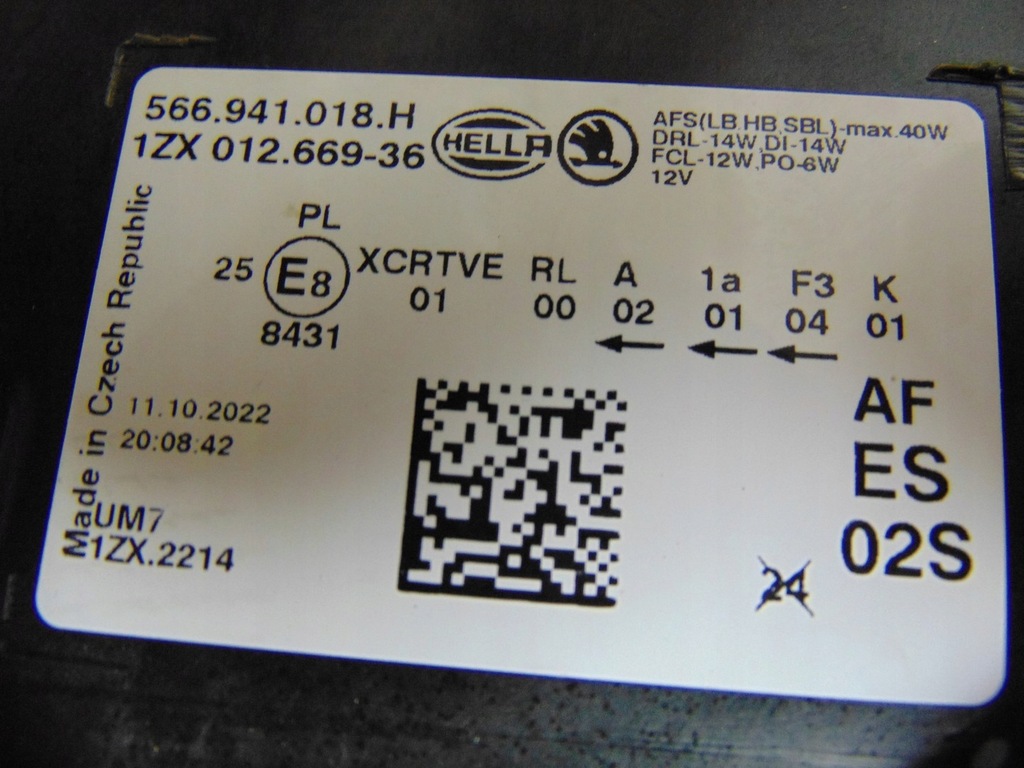 566.941.018.H
1ZX 012.669-36
HELLA
AFS(LB,HB,SBL)-max.40W
DRL-14W,DI-14W
FCL-12W,PO-6W
12V
Made in Czech Republic
PL
25 E8 XCRTVE RL A 1a F3 K
8431 01 00 02 01 04 01
11.10.2022
20:08:42
UM7
1ZX.2214
AF
ES
02S
24